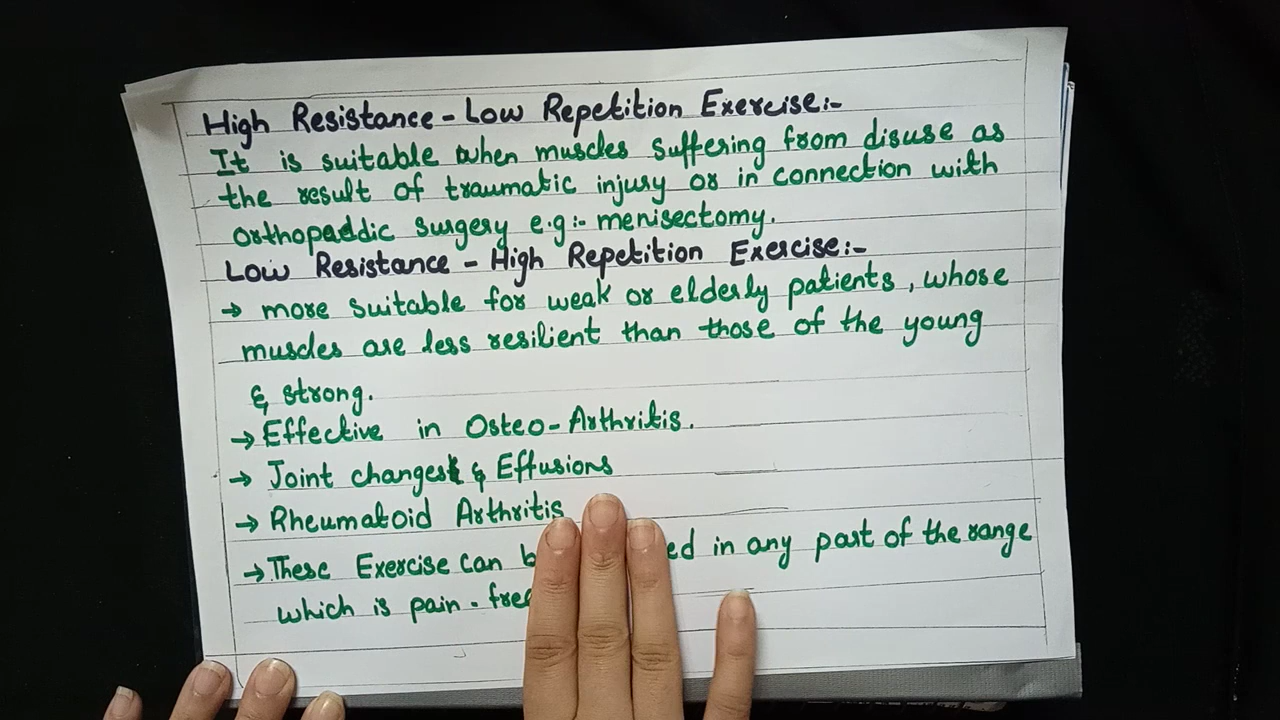 High Resistance - Low Repetition Exercise:-
It is suitable when muscles suffering from disuse as
the result of traumatic injury or in connection with
orthopaedic surgery e.g:- menisectomy.
Low Resistance - High Repetition Exercise:-
→ more suitable for weak or elderly patients, whose
muscles are less resilient than those of the young
& strong.
→ Effective in Osteo-Arthritis.
→ Joint changes & Effusions
→ Rheumatoid Arthritis
→ These Exercise can in any part of the range
which is pain-free